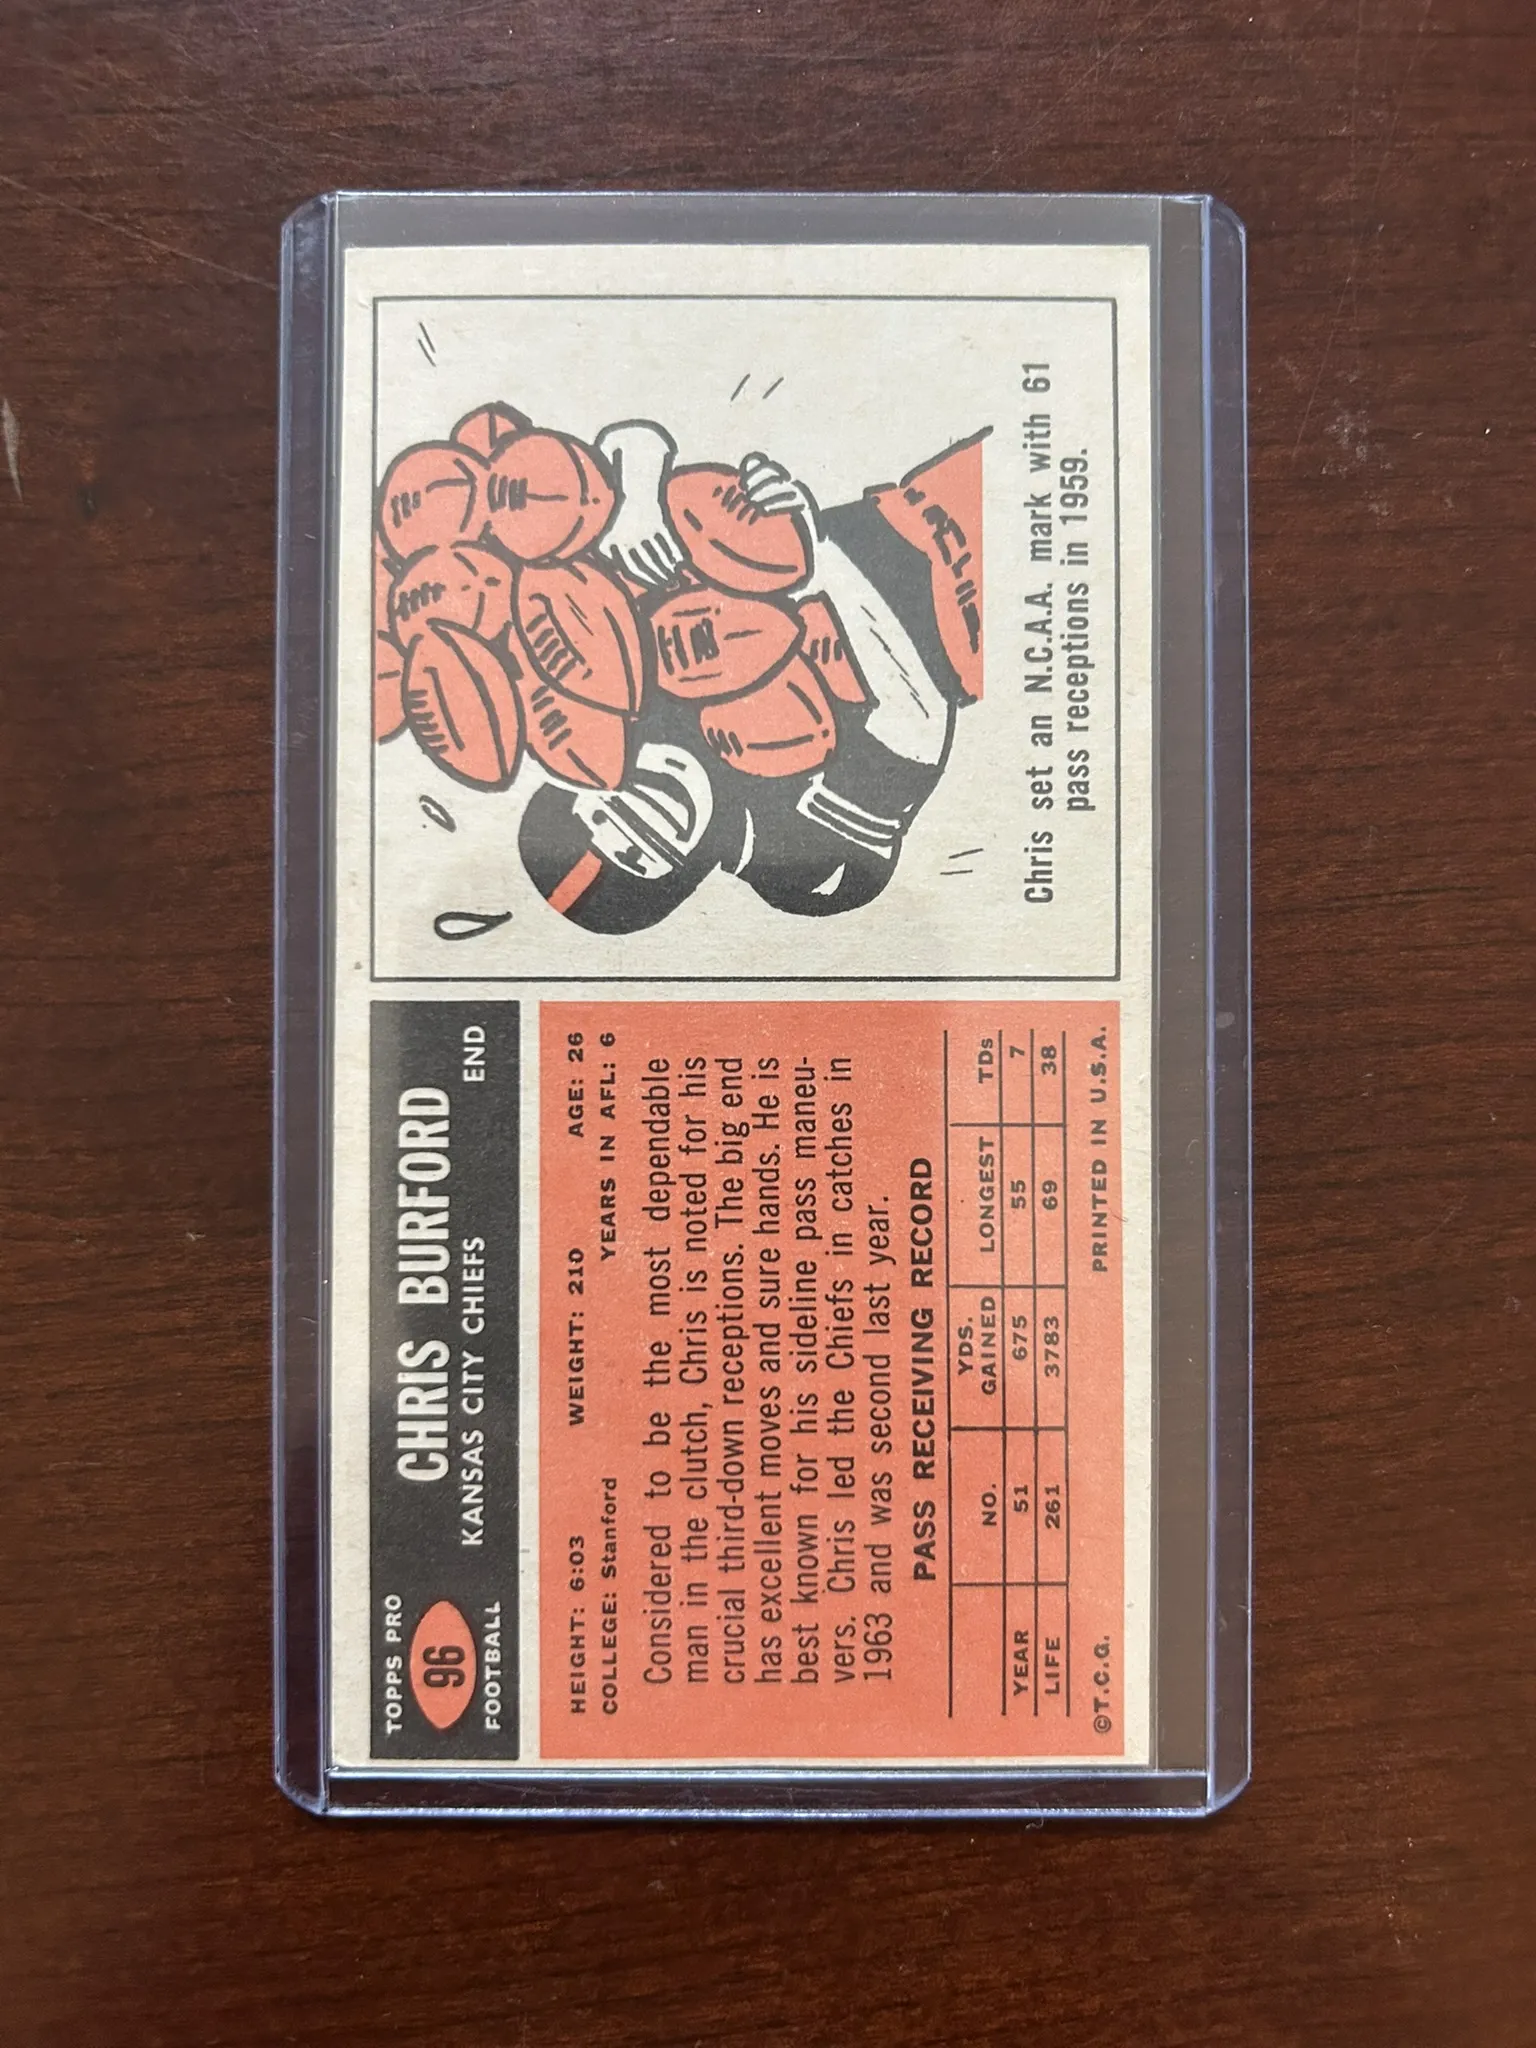 TOPPS PRO
96
FOOTBALL
CHRIS BURFORD
KANSAS CITY CHIEFS END
HEIGHT: 6:03 WEIGHT: 210 AGE: 26
COLLEGE: Stanford YEARS IN AFL: 6
Considered to be the most dependable
man in the clutch, Chris is noted for his
crucial third-down receptions. The big end
has excellent moves and sure hands. He is
best known for his sideline pass maneu-
vers. Chris led the Chiefs in catches in
1963 and was second last year.
PASS RECEIVING RECORD
NO. YDS. GAINED LONGEST TDs
YEAR 51 675 55 7
LIFE 261 3783 69 38
©T.C.G. PRINTED IN U.S.A.
Chris set an N.C.A.A. mark with 61
pass receptions in 1959.